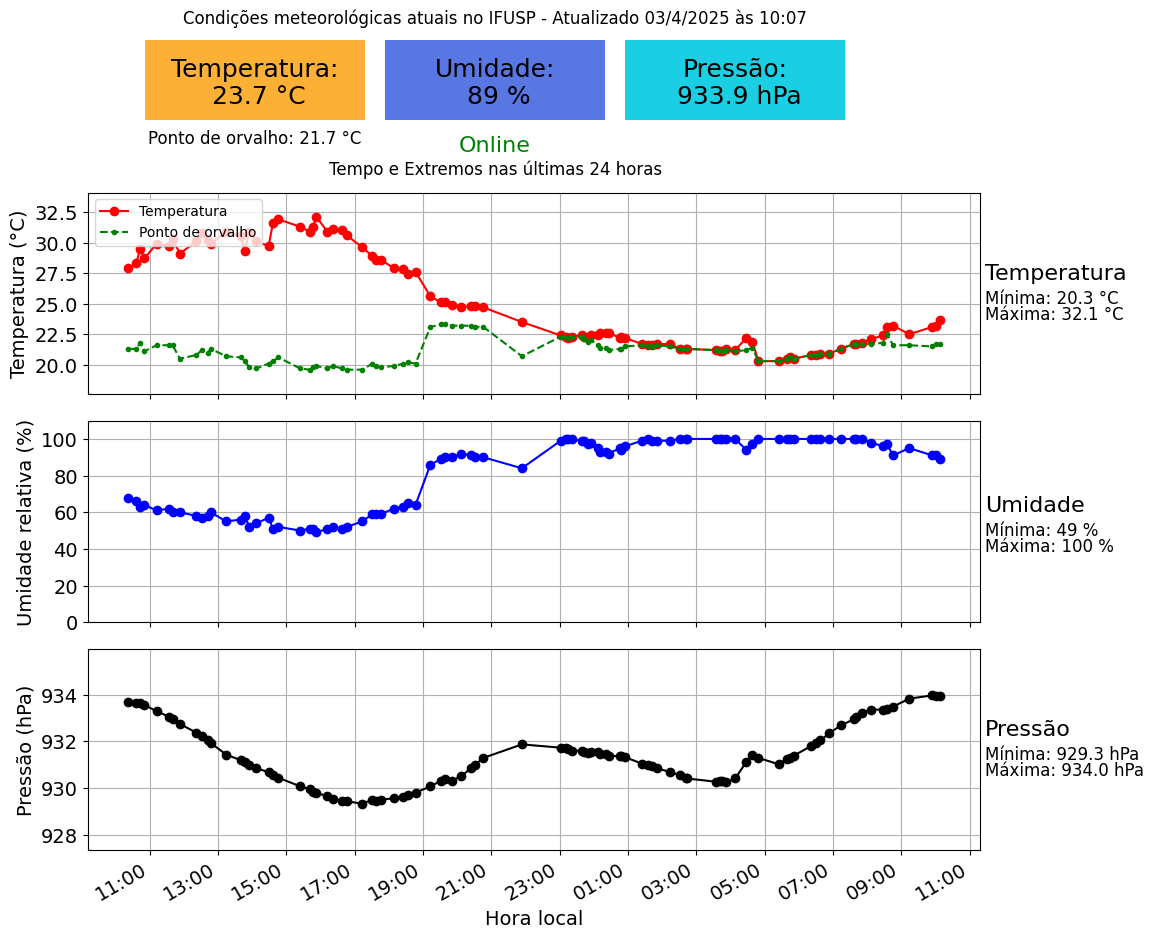 Condições meteorológicas atuais no IFUSP - Atualizado 03/4/2025 às 10:07
Temperatura:
23.7 °C
Umidade:
89 %
Pressão:
933.9 hPa
Ponto de orvalho: 21.7 °C
Online
Tempo e Extremos nas últimas 24 horas
Temperatura (°C)
32.5
30.0
27.5
25.0
22.5
20.0
Temperatura
Ponto de orvalho
Temperatura
Mínima: 20.3 °C
Máxima: 32.1 °C
Umidade relativa (%)
100
80
60
40
20
0
Umidade
Mínima: 49 %
Máxima: 100 %
Pressão (hPa)
934
932
930
928
Pressão
Mínima: 929.3 hPa
Máxima: 934.0 hPa
11:00 13:00 15:00 17:00 19:00 21:00 23:00 01:00 03:00 05:00 07:00 09:00 11:00
Hora local